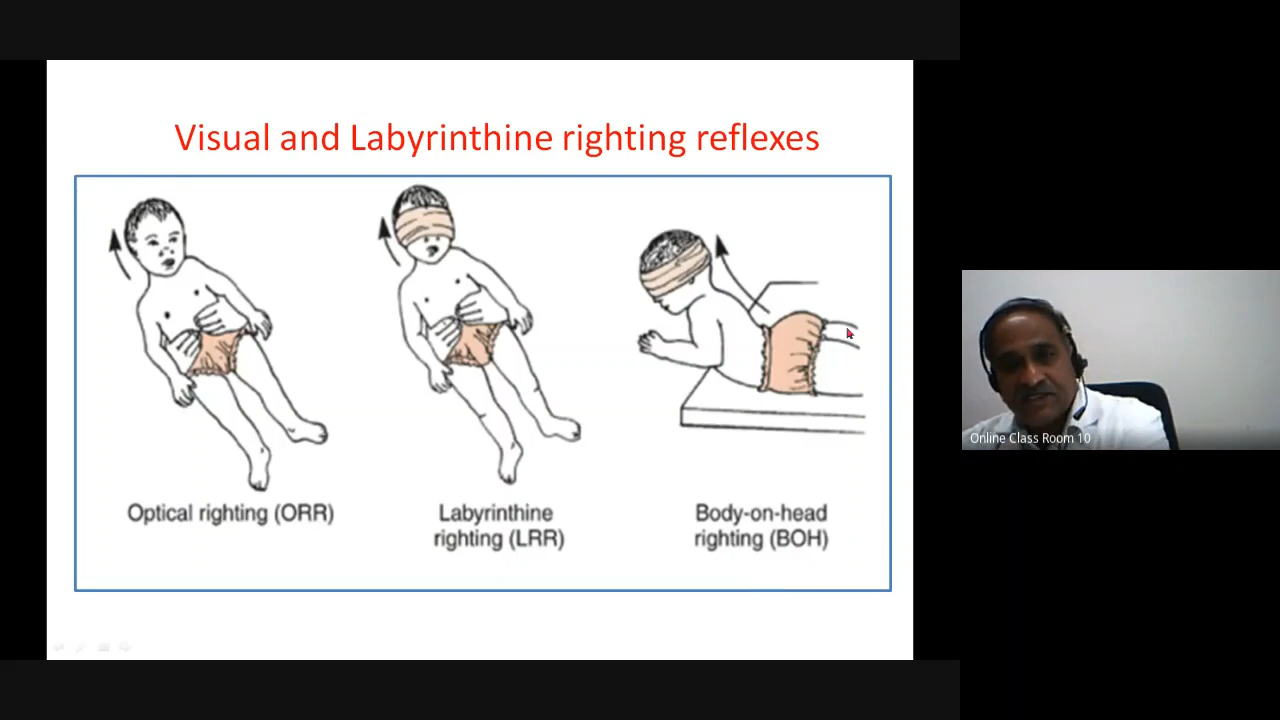 Visual and Labyrinthine righting reflexes
Optical righting (ORR)
Labyrinthine
righting (LRR)
Body-on-head
righting (BOH)
Online Class Room 10